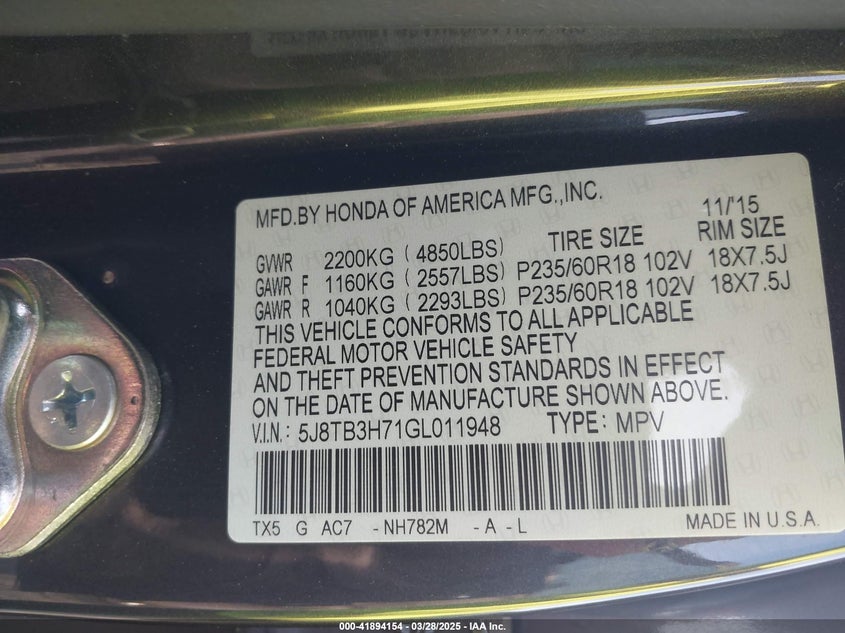 MFD.BY HONDA OF AMERICA MFG.,INC. 11/'15
TIRE SIZE RIM SIZE
GVWR 2200KG ( 4850LBS)
GAWR F 1160KG ( 2557LBS) P235/60R18 102V 18X7.5J
GAWR R 1040KG ( 2293LBS) P235/60R18 102V 18X7.5J
THIS VEHICLE CONFORMS TO ALL APPLICABLE
FEDERAL MOTOR VEHICLE SAFETY
AND THEFT PREVENTION STANDARDS IN EFFECT
ON THE DATE OF MANUFACTURE SHOWN ABOVE.
V.I.N: 5J8TB3H71GL011948 TYPE: MPV
TX5 G AC7 -NH782M -A -L MADE IN U.S.A.
000-41894154 | 03/28/2025 - IAA Inc.